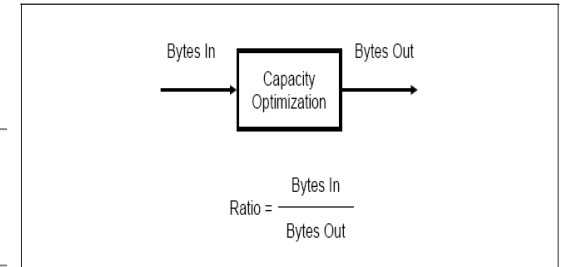 Bytes In
Bytes Out
Capacity
Optimization
Bytes In
Ratio =
Bytes Out